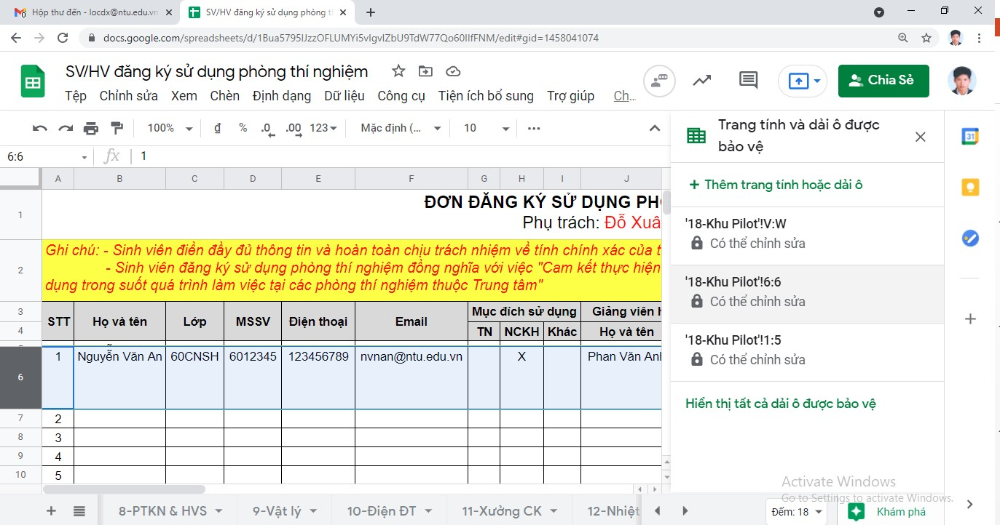 Hộp thư đến - locdx@ntu.edu.vn
SV/HV đăng ký sử dụng phòng th
docs.google.com/spreadsheets/d/1Bua5795lJzzOFLUMYi5vIgvlZbU9TdW77Qo60IIfFNM/edit#gid=1458041074
SV/HV đăng ký sử dụng phòng thí nghiệm
Tệp Chỉnh sửa Xem Chèn Định dạng Dữ liệu Công cụ Tiện ích bổ sung Trợ giúp Ch...
Chia Sẻ
100% ₫ % .0 .00 123 Mặc định (... 10
6:6 fx 1
A B C D E F G H I J
1 ĐƠN ĐĂNG KÝ SỬ DỤNG PHÒ
Phụ trách: Đỗ Xuâ
2 Ghi chú: - Sinh viên điền đầy đủ thông tin và hoàn toàn chịu trách nhiệm về tính chính xác của t
- Sinh viên đăng ký sử dụng phòng thí nghiệm đồng nghĩa với việc "Cam kết thực hiện
dụng trong suốt quá trình làm việc tại các phòng thí nghiệm thuộc Trung tâm"
3 STT Họ và tên Lớp MSSV Điện thoại Email Mục đích sử dụng Giảng viên h
4 TN NCKH Khác Họ và tên
6 1 Nguyễn Văn An 60CNSH 6012345 123456789 nvnan@ntu.edu.vn X Phan Văn Anh
7 2
8 3
9 4
10 5
Trang tính và dải ô được
bảo vệ
+ Thêm trang tính hoặc dải ô
'18-Khu Pilot'!V:W
Có thể chỉnh sửa
'18-Khu Pilot'!6:6
Có thể chỉnh sửa
'18-Khu Pilot'!1:5
Có thể chỉnh sửa
Hiển thị tất cả dải ô được bảo vệ
31
Activate Windows
Go to Settings to activate Windows.
8-PTKN & HVS 9-Vật lý 10-Điện ĐT 11-Xưởng CK 12-Nhiệt
Đếm: 18 Khám phá